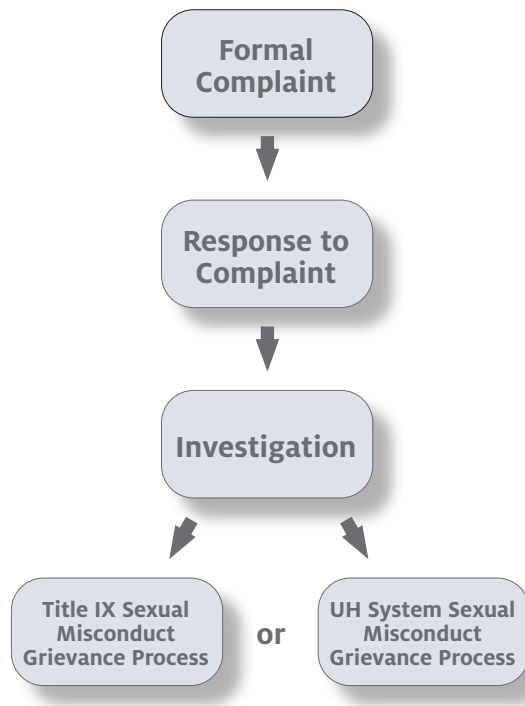 Formal
Complaint
Response to
Complaint
Investigation
Title IX Sexual
Misconduct
Grievance Process
or
UH System Sexual
Misconduct
Grievance Process